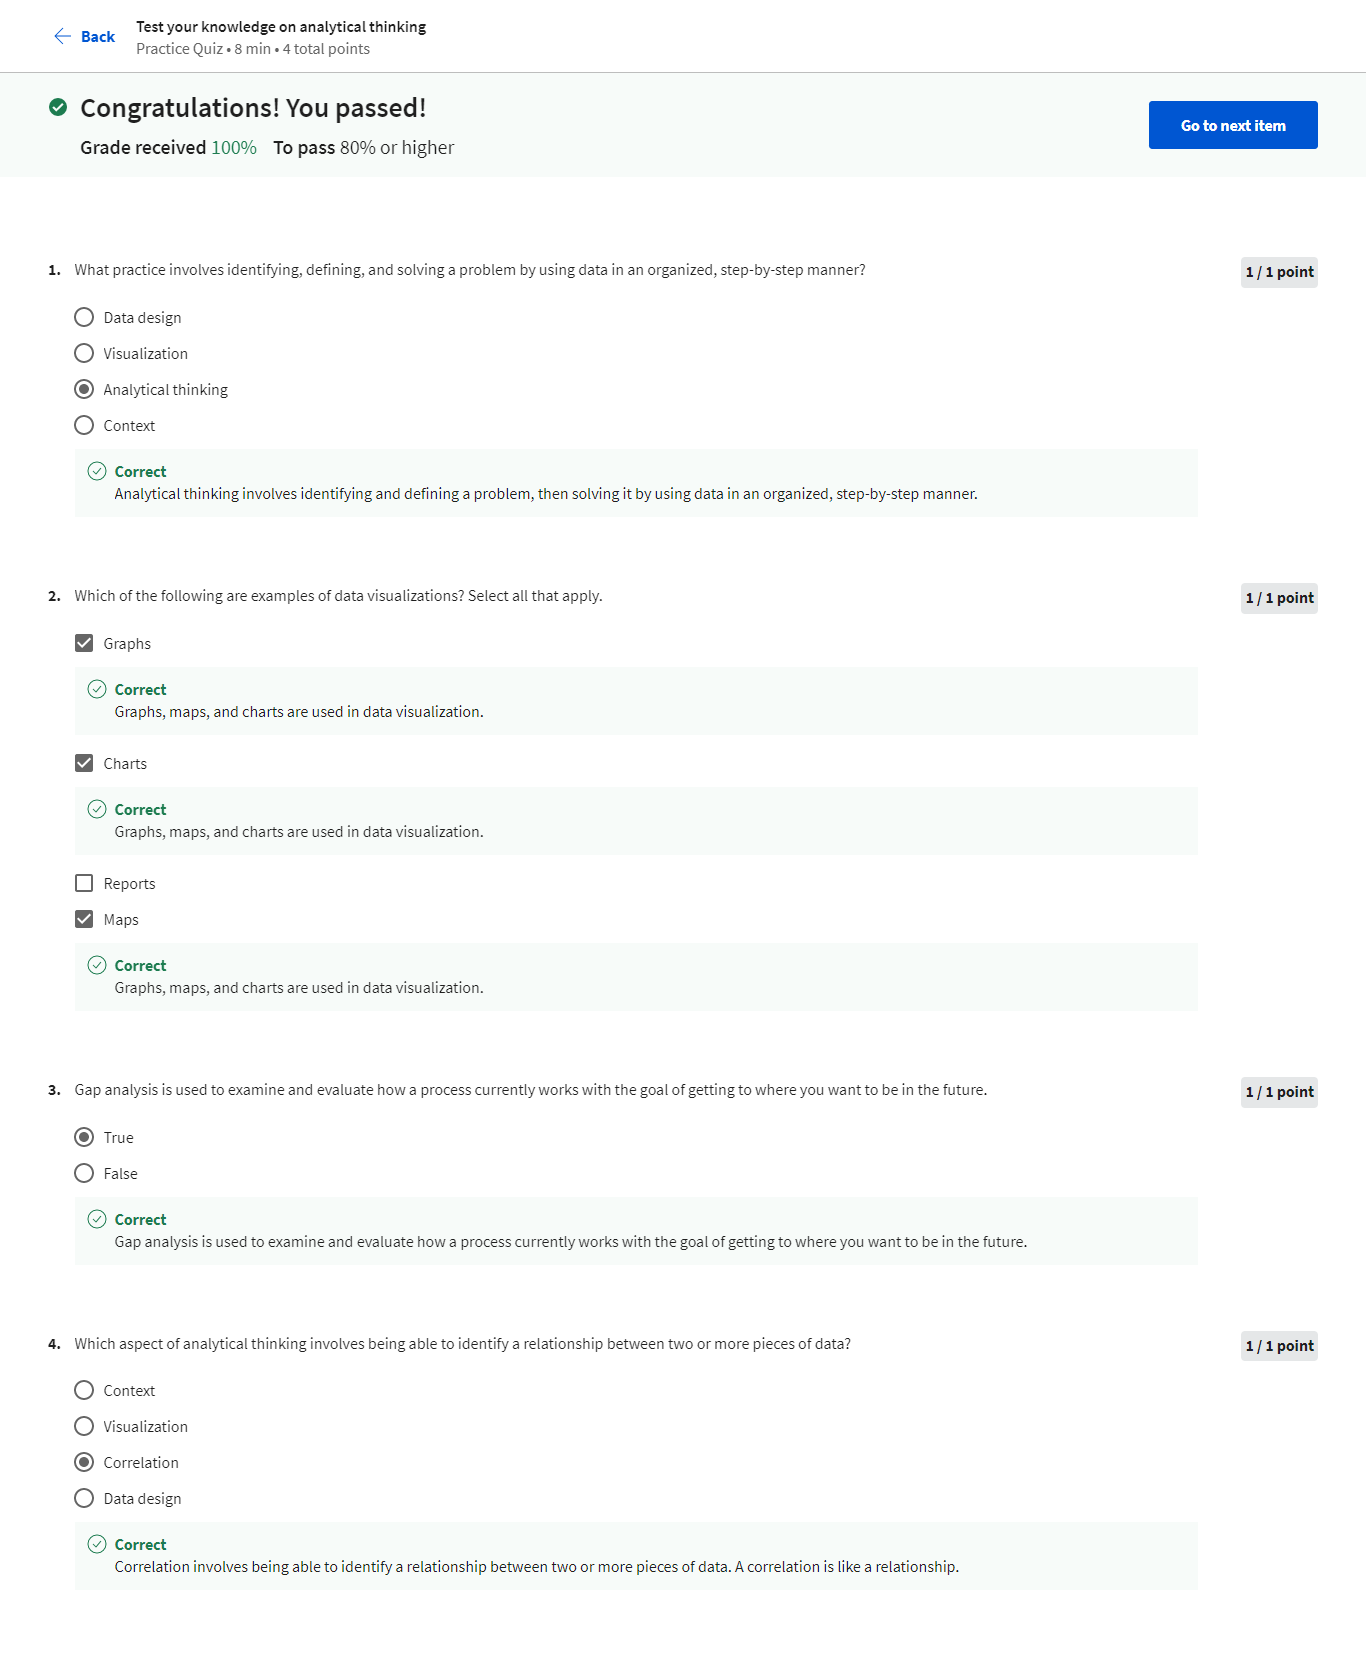 Back
Test your knowledge on analytical thinking
Practice Quiz • 8 min • 4 total points
Congratulations! You passed!
Grade received 100% To pass 80% or higher
Go to next item
1. What practice involves identifying, defining, and solving a problem by using data in an organized, step-by-step manner?
1 / 1 point
Data design
Visualization
Analytical thinking
Context
Correct
Analytical thinking involves identifying and defining a problem, then solving it by using data in an organized, step-by-step manner.
2. Which of the following are examples of data visualizations? Select all that apply.
1 / 1 point
Graphs
Correct
Graphs, maps, and charts are used in data visualization.
Charts
Correct
Graphs, maps, and charts are used in data visualization.
Reports
Maps
Correct
Graphs, maps, and charts are used in data visualization.
3. Gap analysis is used to examine and evaluate how a process currently works with the goal of getting to where you want to be in the future.
1 / 1 point
True
False
Correct
Gap analysis is used to examine and evaluate how a process currently works with the goal of getting to where you want to be in the future.
4. Which aspect of analytical thinking involves being able to identify a relationship between two or more pieces of data?
1 / 1 point
Context
Visualization
Correlation
Data design
Correct
Correlation involves being able to identify a relationship between two or more pieces of data. A correlation is like a relationship.